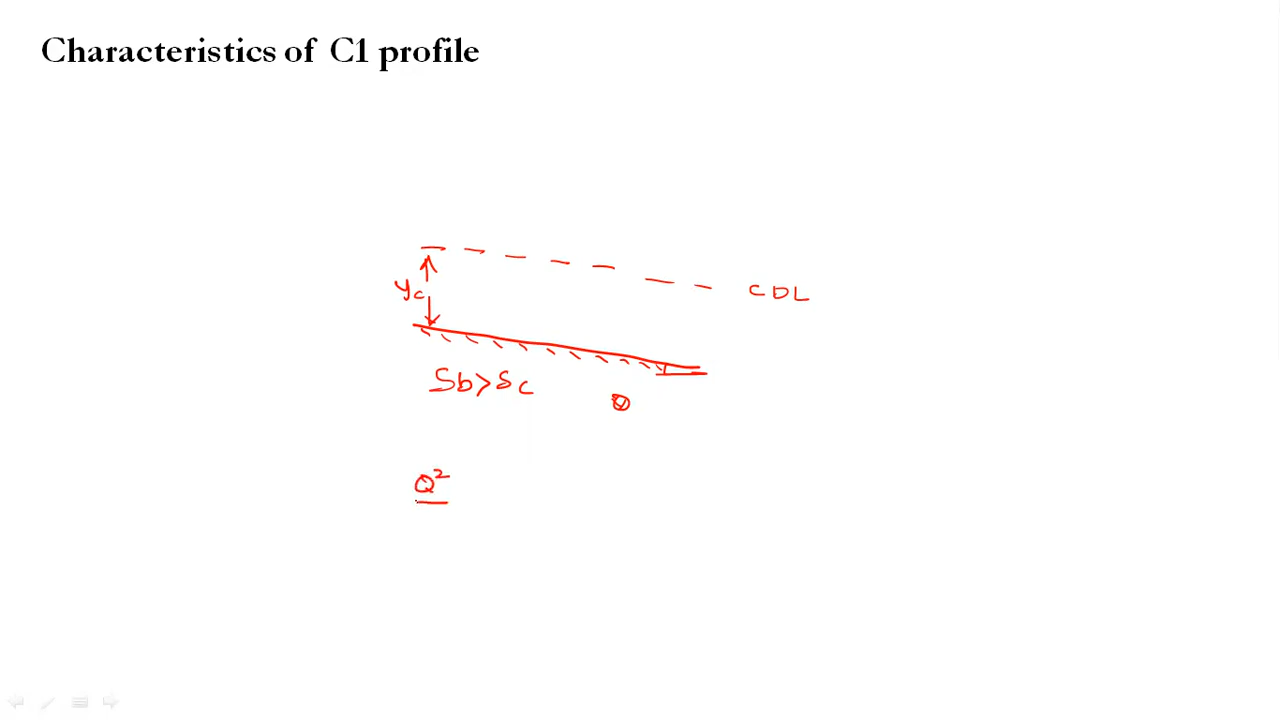 Characteristics of C1 profile
CDL
yc
Sb>Sc
Q
Q²